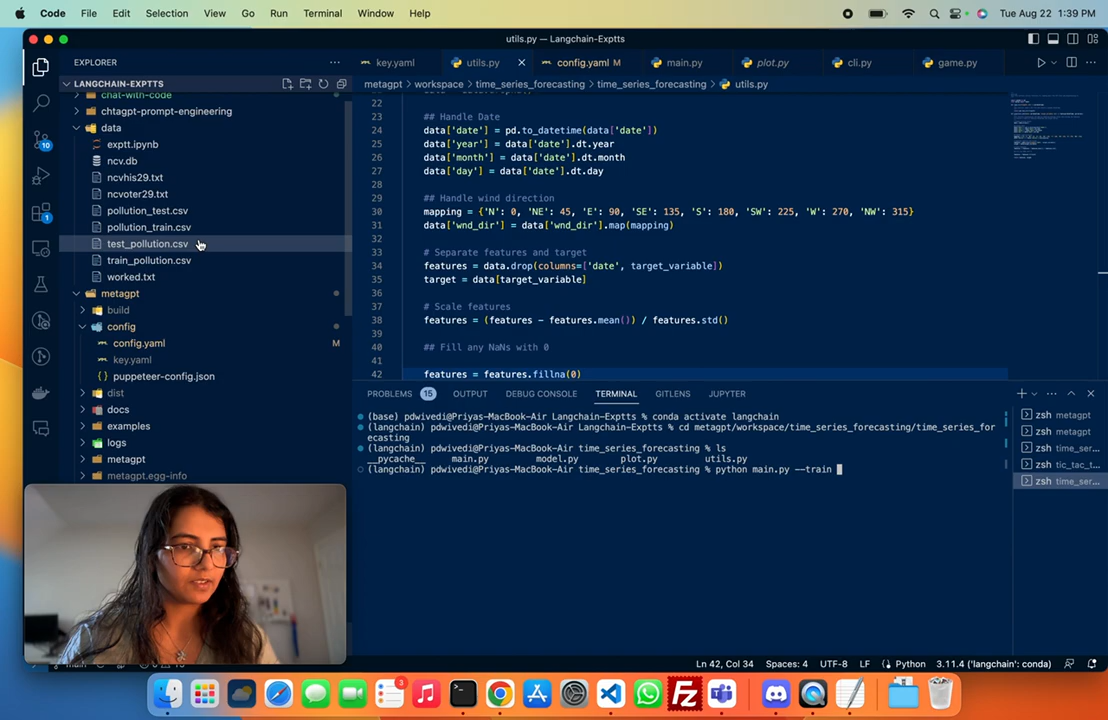 Code File Edit Selection View Go Run Terminal Window Help
Tue Aug 22 1:39 PM
utils.py — Langchain-Exptts
EXPLORER
LANGCHAIN-EXPTTS
chat-with-code
chtagpt-prompt-engineering
data
exptt.ipynb
ncv.db
ncvhis29.txt
ncvoter29.txt
pollution_test.csv
pollution_train.csv
test_pollution.csv
train_pollution.csv
worked.txt
metagpt
build
config
config.yaml M
key.yaml
puppeteer-config.json
dist
docs
examples
logs
metagpt
metagpt.egg-info
10
1
key.yaml utils.py config.yaml M main.py plot.py cli.py game.py
metagpt > workspace > time_series_forecasting > time_series_forecasting > utils.py
22
23 ## Handle Date
24 data['date'] = pd.to_datetime(data['date'])
25 data['year'] = data['date'].dt.year
26 data['month'] = data['date'].dt.month
27 data['day'] = data['date'].dt.day
28
29 ## Handle wind direction
30 mapping = {'N': 0, 'NE': 45, 'E': 90, 'SE': 135, 'S': 180, 'SW': 225, 'W': 270, 'NW': 315}
31 data['wnd_dir'] = data['wnd_dir'].map(mapping)
32
33 # Separate features and target
34 features = data.drop(columns=['date', target_variable])
35 target = data[target_variable]
36
37 # Scale features
38 features = (features - features.mean()) / features.std()
39
40 ## Fill any NaNs with 0
41
42 features = features.fillna(0)
PROBLEMS 15 OUTPUT DEBUG CONSOLE TERMINAL GITLENS JUPYTER
(base) pdwivedi@Priyas-MacBook-Air Langchain-Exptts % conda activate langchain
(langchain) pdwivedi@Priyas-MacBook-Air Langchain-Exptts % cd metagpt/workspace/time_series_forecasting/time_series_for
ecasting
(langchain) pdwivedi@Priyas-MacBook-Air time_series_forecasting % ls
__pycache__ main.py model.py plot.py utils.py
(langchain) pdwivedi@Priyas-MacBook-Air time_series_forecasting % python main.py --train
zsh metagpt
zsh metagpt
zsh time_ser...
zsh tic_tac_t...
zsh time_ser...
main
Ln 42, Col 34 Spaces: 4 UTF-8 LF Python 3.11.4 ('langchain': conda)
3